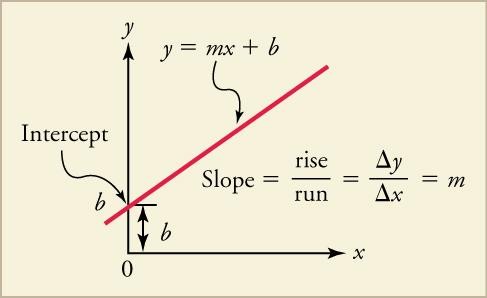 y
y = mx + b
Intercept
Slope = rise/run = Δy/Δx = m
b
b
x
0